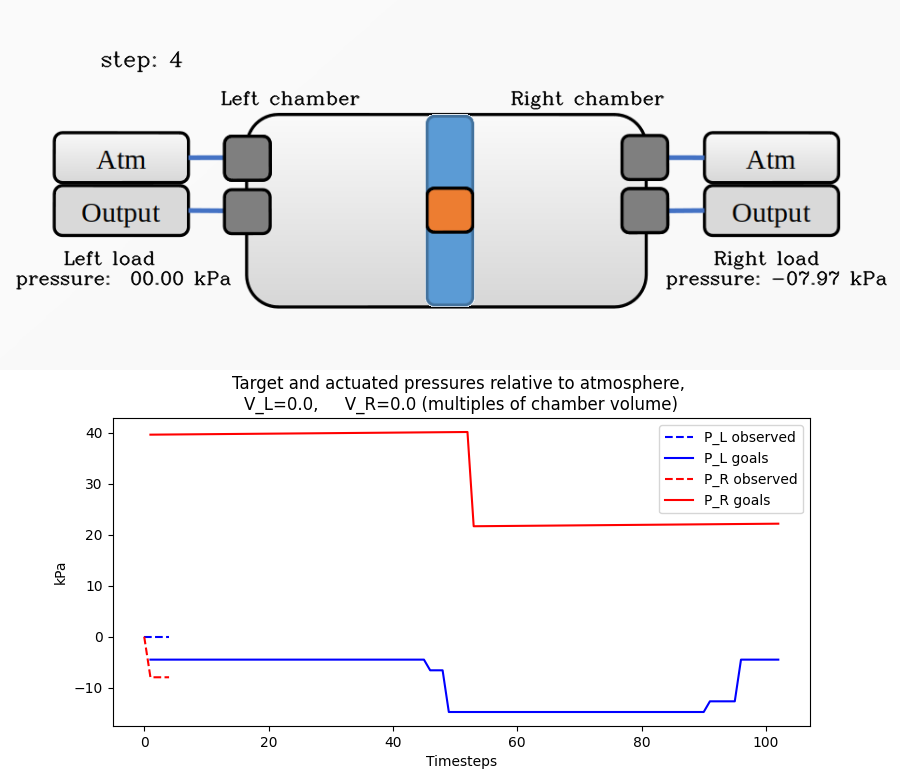 step: 4
Left chamber
Right chamber
Atm
Atm
Output
Output
Left load
pressure: 00.00 kPa
Right load
pressure: -07.97 kPa
Target and actuated pressures relative to atmosphere,
V_L=0.0, V_R=0.0 (multiples of chamber volume)
P_L observed
P_L goals
P_R observed
P_R goals
kPa
40
30
20
10
0
−10
0 20 40 60 80 100
Timesteps